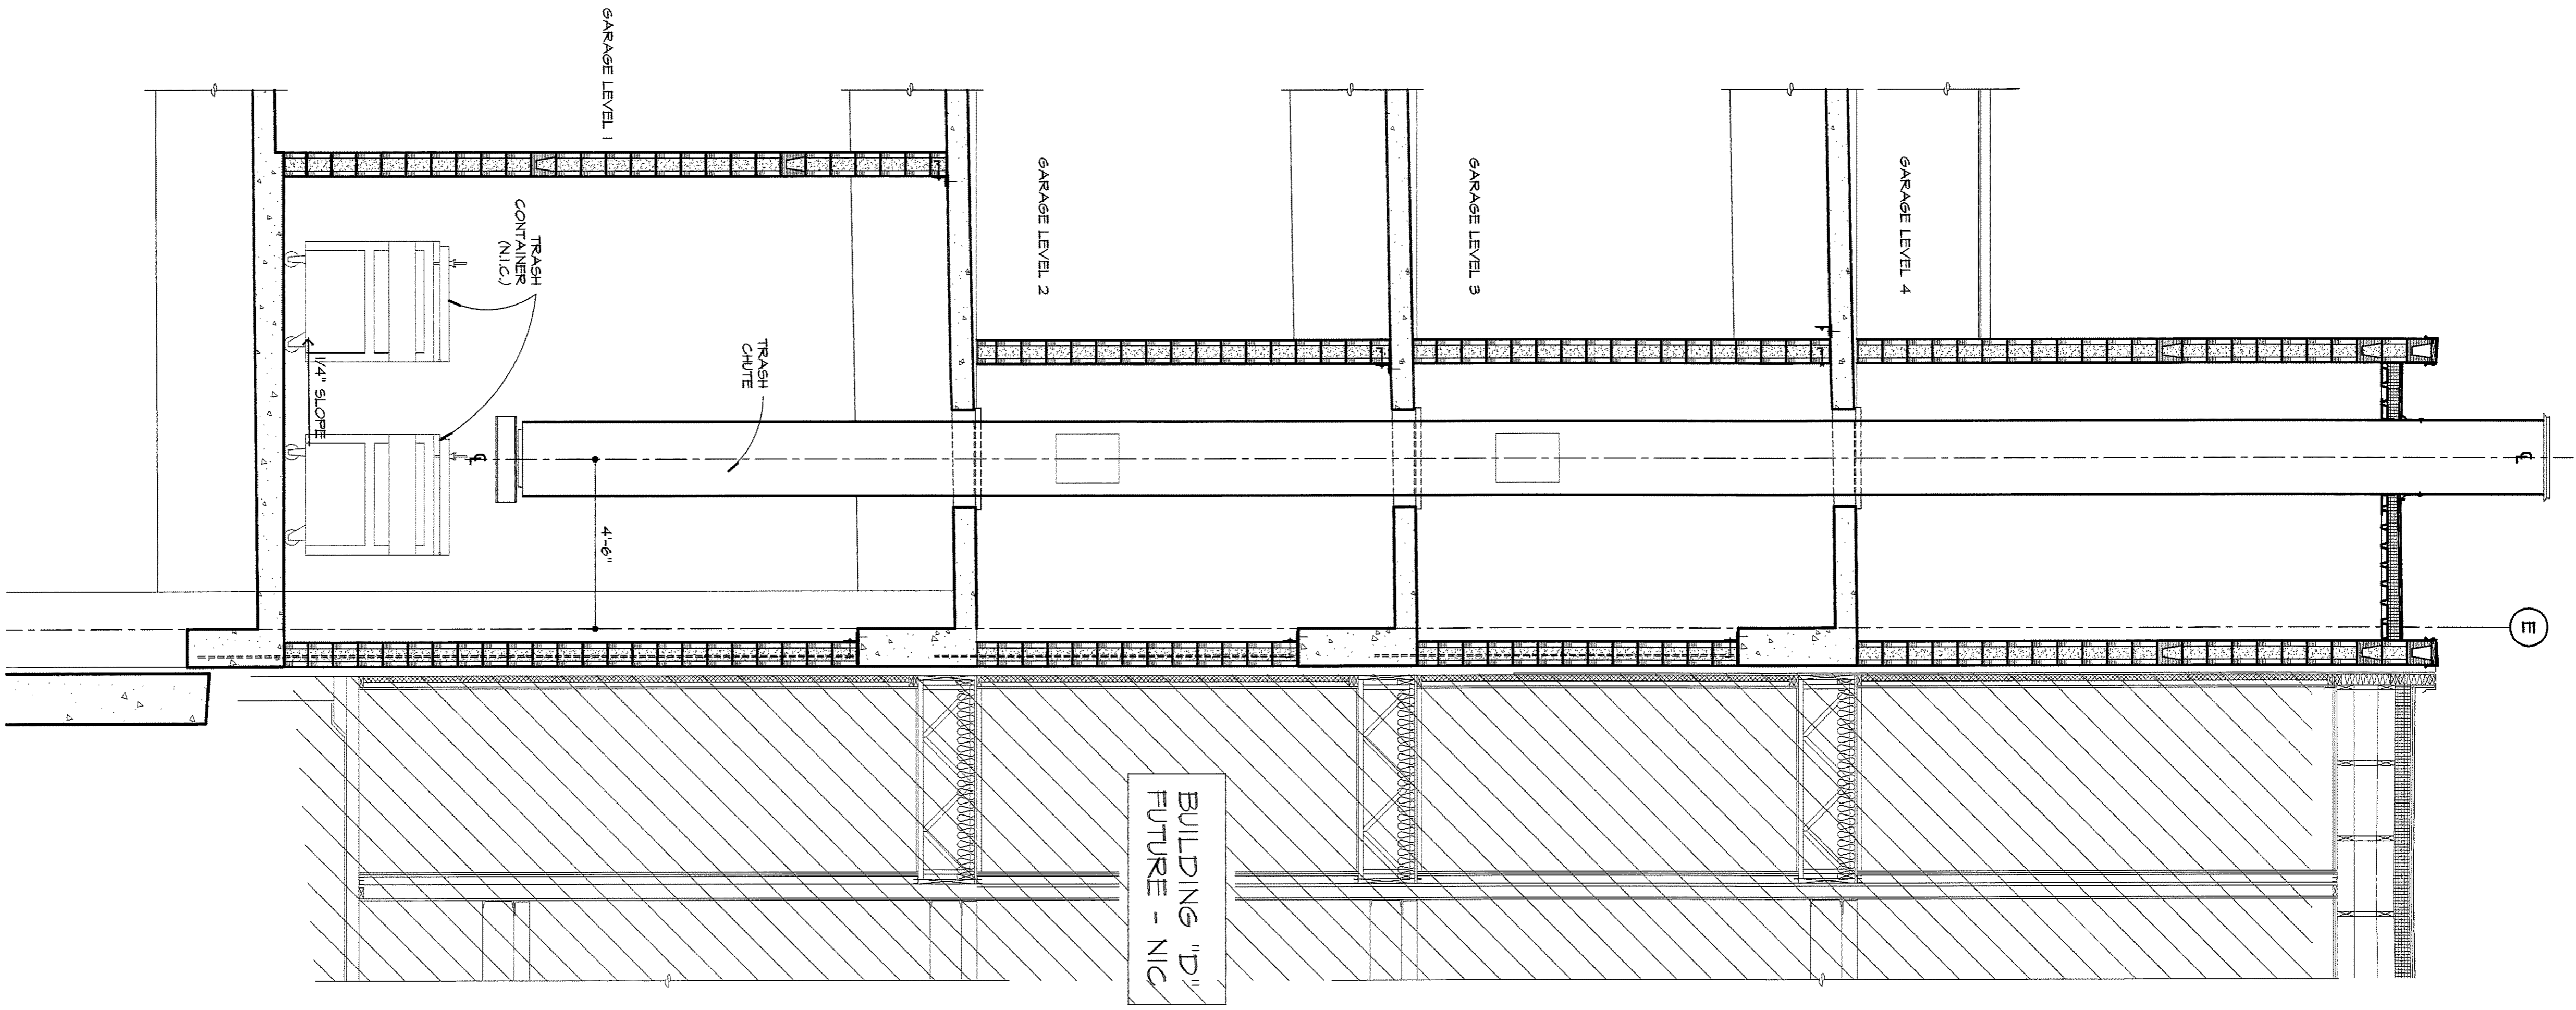 GARAGE LEVEL 1
GARAGE LEVEL 2
GARAGE LEVEL 3
GARAGE LEVEL 4
TRASH
CONTAINER
(N.I.C.)
1/4" SLOPE
TRASH
CHUTE
℄
℄
4'-6"
E
BUILDING "D"
FUTURE - NIC